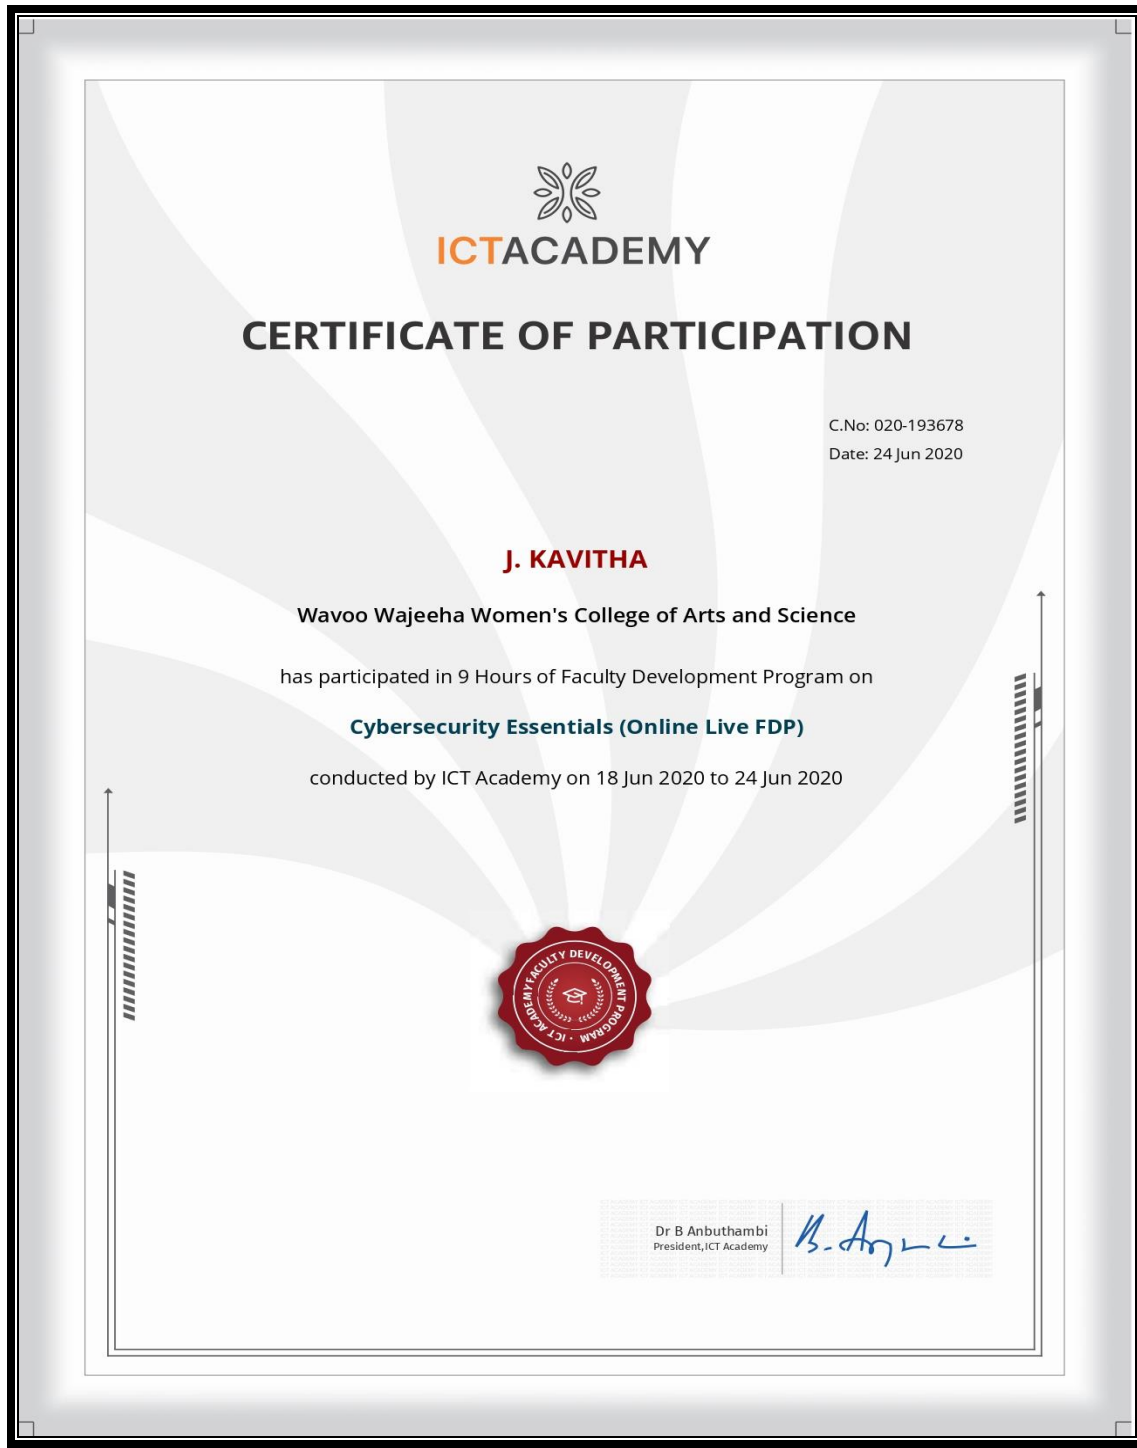 ICTACADEMY
CERTIFICATE OF PARTICIPATION
C.No: 020-193678
Date: 24 Jun 2020
J. KAVITHA
Wavoo Wajeeha Women's College of Arts and Science
has participated in 9 Hours of Faculty Development Program on
Cybersecurity Essentials (Online Live FDP)
conducted by ICT Academy on 18 Jun 2020 to 24 Jun 2020
FACULTY DEVELOPMENT PROGRAM · ICT ACADEMY
Dr B Anbuthambi
President,ICT Academy